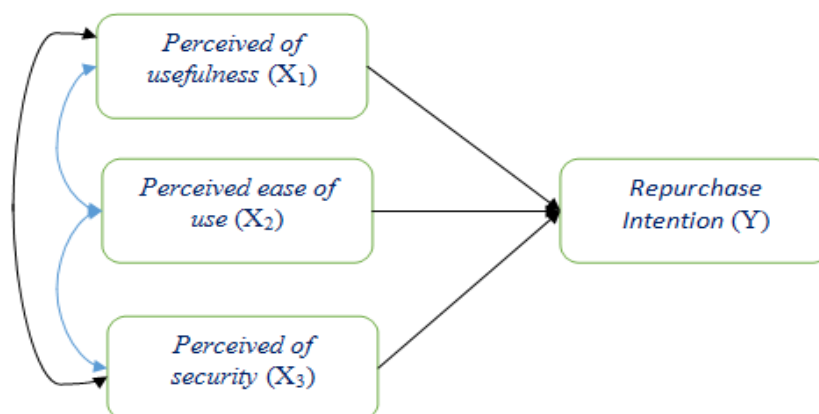 Perceived of
usefulness (X₁)
Perceived ease of
use (X₂)
Repurchase
Intention (Y)
Perceived of
security (X₃)